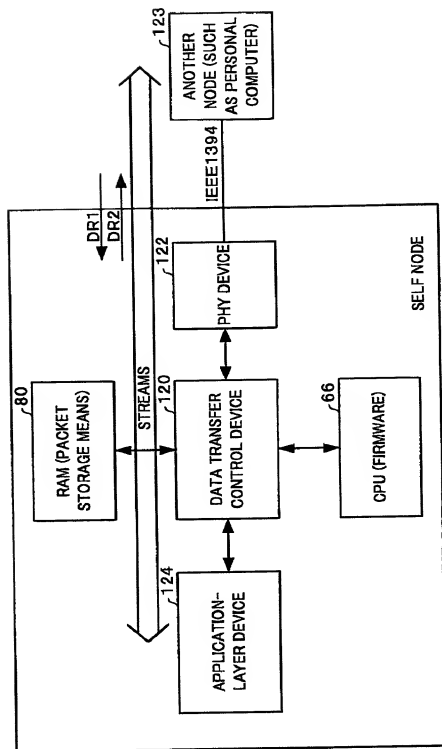 80
RAM (PACKET
STORAGE MEANS)
DR1
DR2
STREAMS
123
ANOTHER
NODE (SUCH
AS PERSONAL
COMPUTER)
124
APPLICATION-
LAYER DEVICE
120
DATA TRANSFER
CONTROL DEVICE
122
PHY DEVICE
IEEE1394
66
CPU (FIRMWARE)
SELF NODE